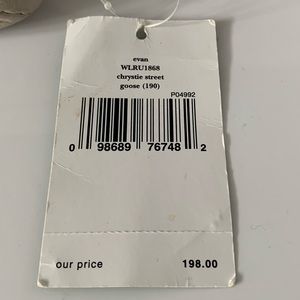 evan
WLRU1868
chrystie street
goose (190)
P04992
0 98689 76748 2
our price 198.00